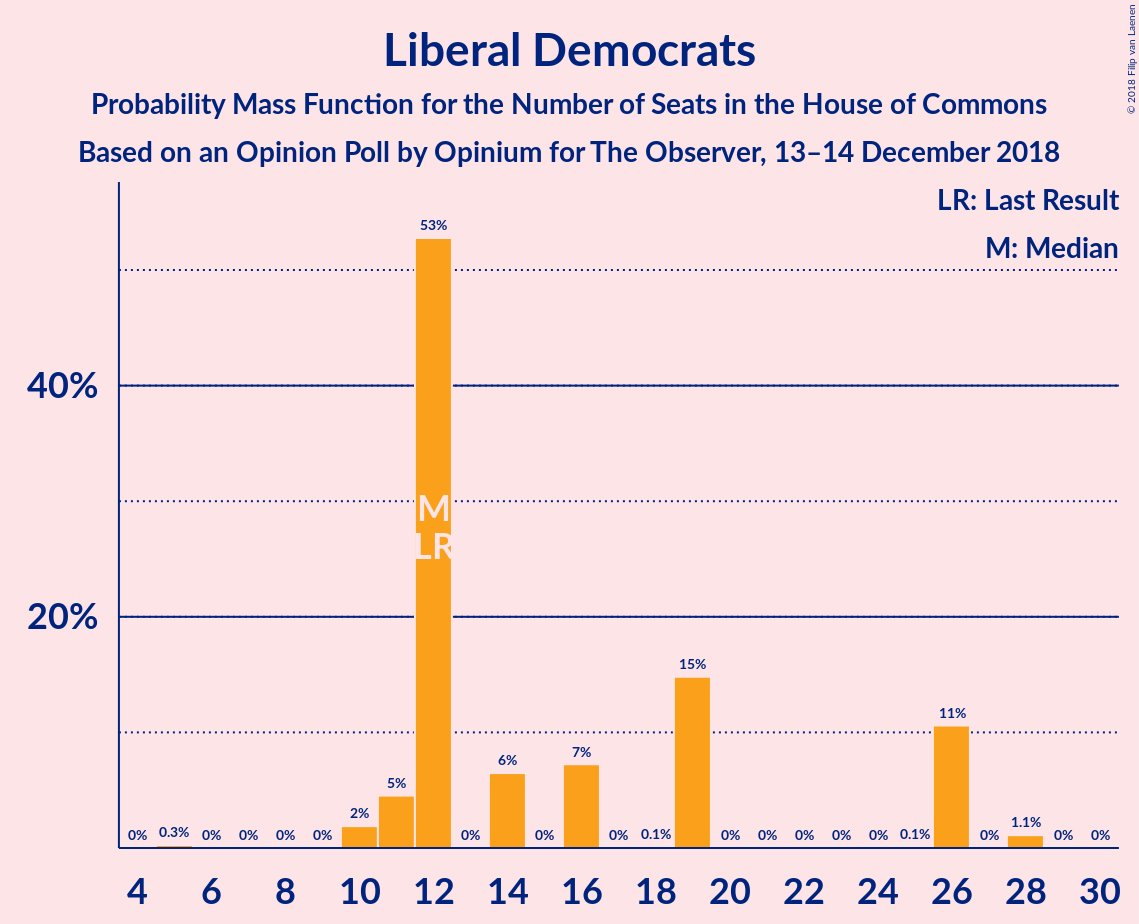 Liberal Democrats
Probability Mass Function for the Number of Seats in the House of Commons
Based on an Opinion Poll by Opinium for The Observer, 13–14 December 2018
© 2018 Filip van Laenen
LR: Last Result
M: Median
40%
20%
0% 0.3% 0% 0% 0% 0% 2% 5% 53% 0% 6% 0% 7% 0% 0.1% 15% 0% 0% 0% 0% 0% 0.1% 11% 0% 1.1% 0% 0%
M
LR
4 6 8 10 12 14 16 18 20 22 24 26 28 30